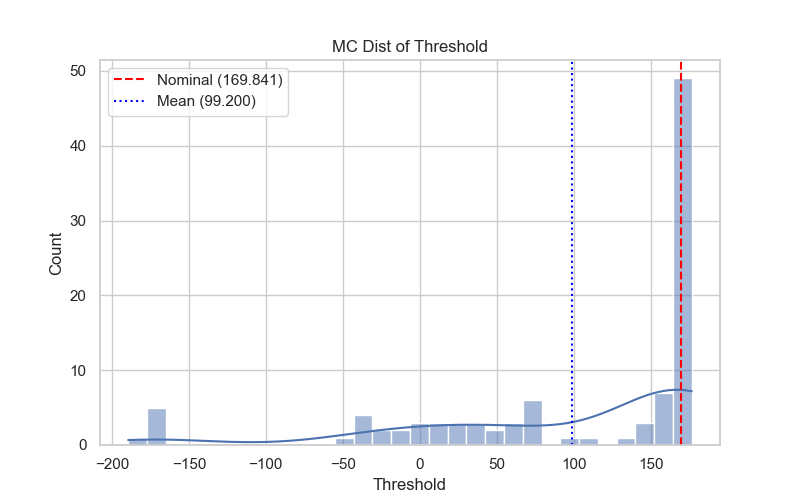 MC Dist of Threshold
Nominal (169.841)
Mean (99.200)
50
40
30
20
10
0
Count
−200 −150 −100 −50 0 50 100 150
Threshold